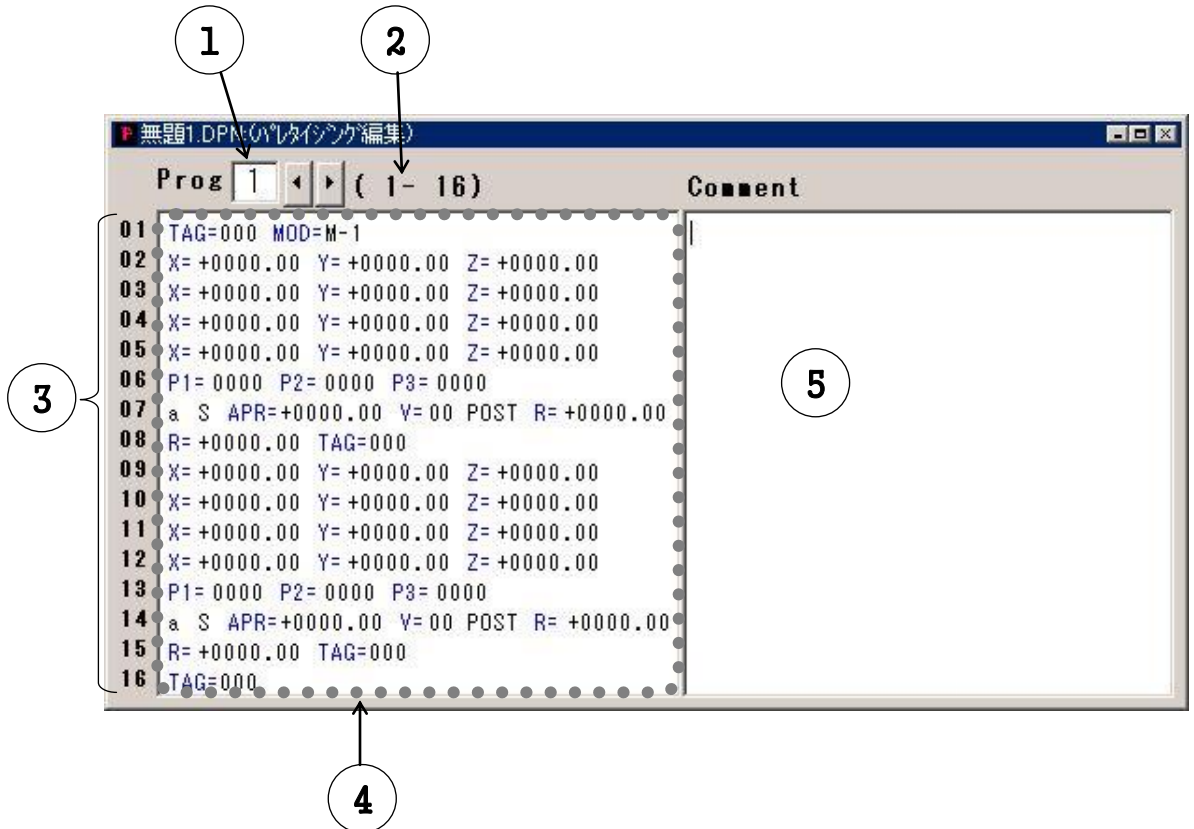 1 2
無題1.DPN:(ﾊﾟﾚﾀｲｼﾞﾝｸﾞ編集)
Prog 1 ( 1- 16) Comment
01 TAG=000 MOD=M-1
02 X= +0000.00 Y= +0000.00 Z= +0000.00
03 X= +0000.00 Y= +0000.00 Z= +0000.00
04 X= +0000.00 Y= +0000.00 Z= +0000.00
05 X= +0000.00 Y= +0000.00 Z= +0000.00
06 P1= 0000 P2= 0000 P3= 0000
07 a S APR=+0000.00 V= 00 POST R= +0000.00
08 R= +0000.00 TAG=000
09 X= +0000.00 Y= +0000.00 Z= +0000.00
10 X= +0000.00 Y= +0000.00 Z= +0000.00
11 X= +0000.00 Y= +0000.00 Z= +0000.00
12 X= +0000.00 Y= +0000.00 Z= +0000.00
13 P1= 0000 P2= 0000 P3= 0000
14 a S APR=+0000.00 V= 00 POST R= +0000.00
15 R= +0000.00 TAG=000
16 TAG=000
3
5
4